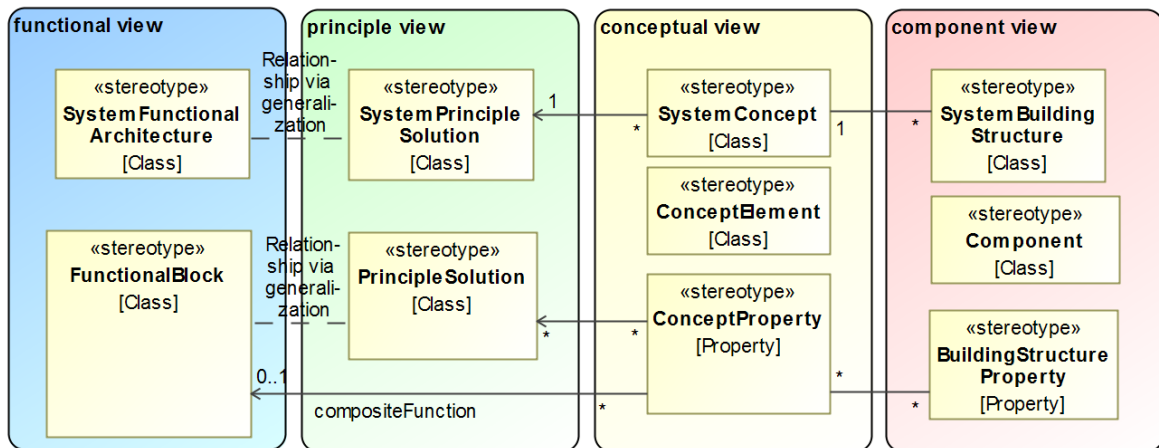 functional view
«stereotype»
SystemFunctional
Architecture
[Class]
Relation-
ship via
generali-
zation
«stereotype»
FunctionalBlock
[Class]
Relation-
ship via
generali-
zation
0..1
compositeFunction
principle view
«stereotype»
SystemPrinciple
Solution
[Class]
1
«stereotype»
PrincipleSolution
[Class]
*
conceptual view
*
«stereotype»
SystemConcept
[Class]
1
«stereotype»
ConceptElement
[Class]
*
«stereotype»
ConceptProperty
[Property]
*
*
component view
*
«stereotype»
SystemBuilding
Structure
[Class]
«stereotype»
Component
[Class]
«stereotype»
BuildingStructure
Property
[Property]
*